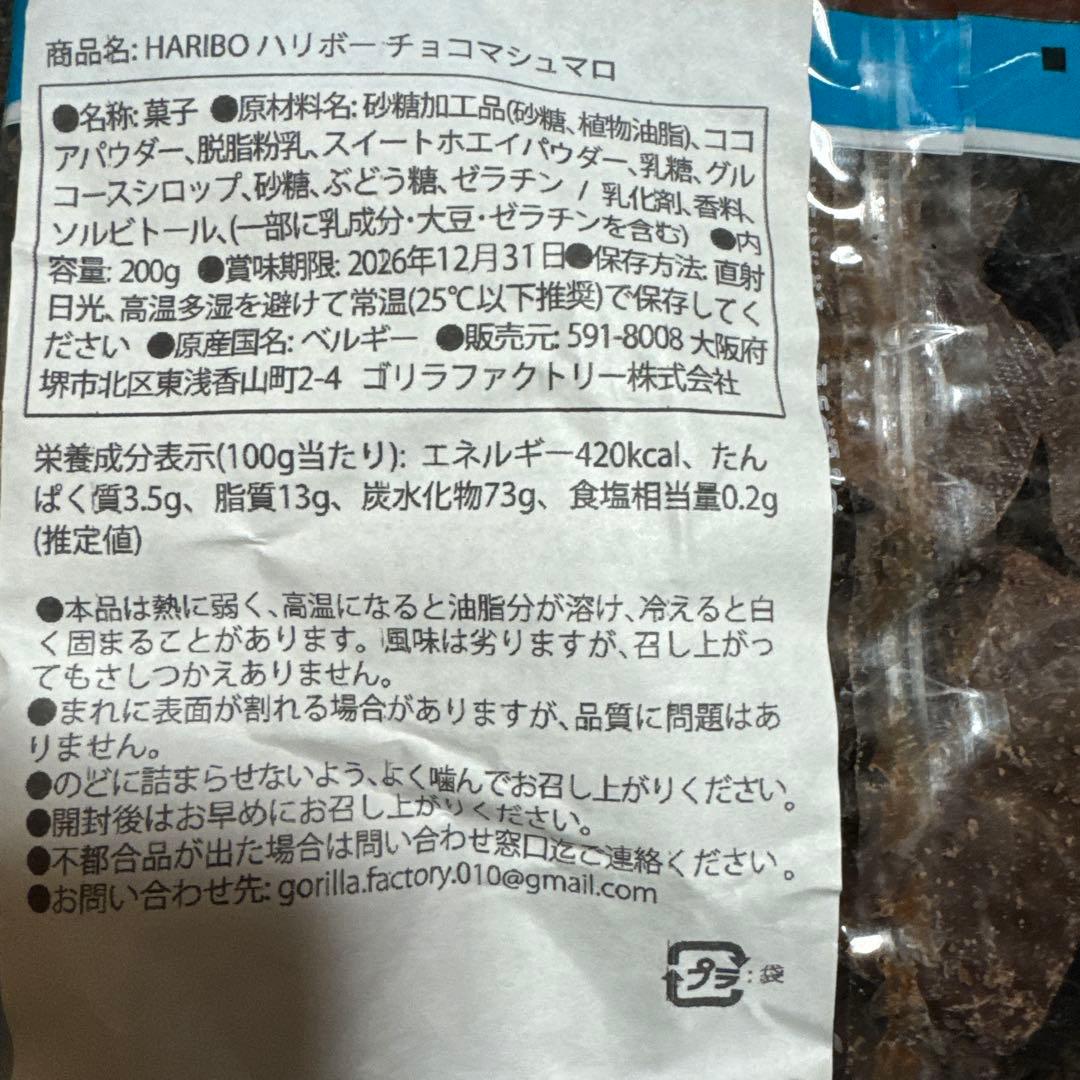 商品名: HARIBO ハリボー チョコマシュマロ
●名称: 菓子 ●原材料名: 砂糖加工品(砂糖、植物油脂)、ココ
アパウダー、脱脂粉乳、スイートホエイパウダー、乳糖、グル
コースシロップ、砂糖、ぶどう糖、ゼラチン / 乳化剤、香料、
ソルビトール、(一部に乳成分・大豆・ゼラチンを含む) ●内
容量: 200g ●賞味期限: 2026年12月31日●保存方法: 直射
日光、高温多湿を避けて常温(25℃以下推奨)で保存してく
ださい ●原産国名: ベルギー ●販売元: 591-8008 大阪府
堺市北区東浅香山町2-4 ゴリラファクトリー株式会社
栄養成分表示(100g当たり): エネルギー420kcal、たん
ぱく質3.5g、脂質13g、炭水化物73g、食塩相当量0.2g
(推定値)
●本品は熱に弱く、高温になると油脂分が溶け、冷えると白
く固まることがあります。風味は劣りますが、召し上がっ
てもさしつかえありません。
●まれに表面が割れる場合がありますが、品質に問題はあ
りません。
●のどに詰まらせないよう、よく噛んでお召し上がりください。
●開封後はお早めにお召し上がりください。
●不都合品が出た場合は問い合わせ窓口迄ご連絡ください。
●お問い合わせ先: gorilla.factory.010@gmail.com
プラ : 袋